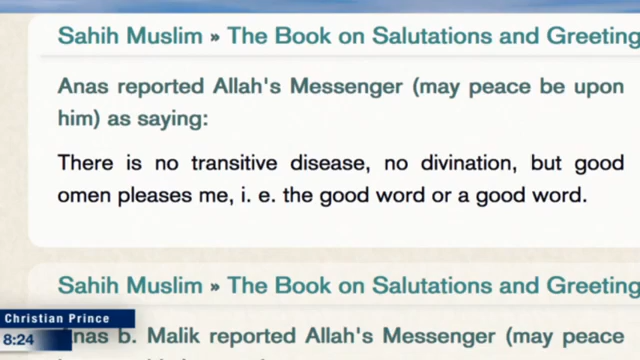 Sahih Muslim » The Book on Salutations and Greeting
Anas reported Allah's Messenger (may peace be upon
him) as saying:
There is no transitive disease, no divination, but good
omen pleases me, i. e. the good word or a good word.
Sahih Muslim » The Book on Salutations and Greeting
Christian Prince
8:24
Anas b. Malik reported Allah's Messenger (may peace